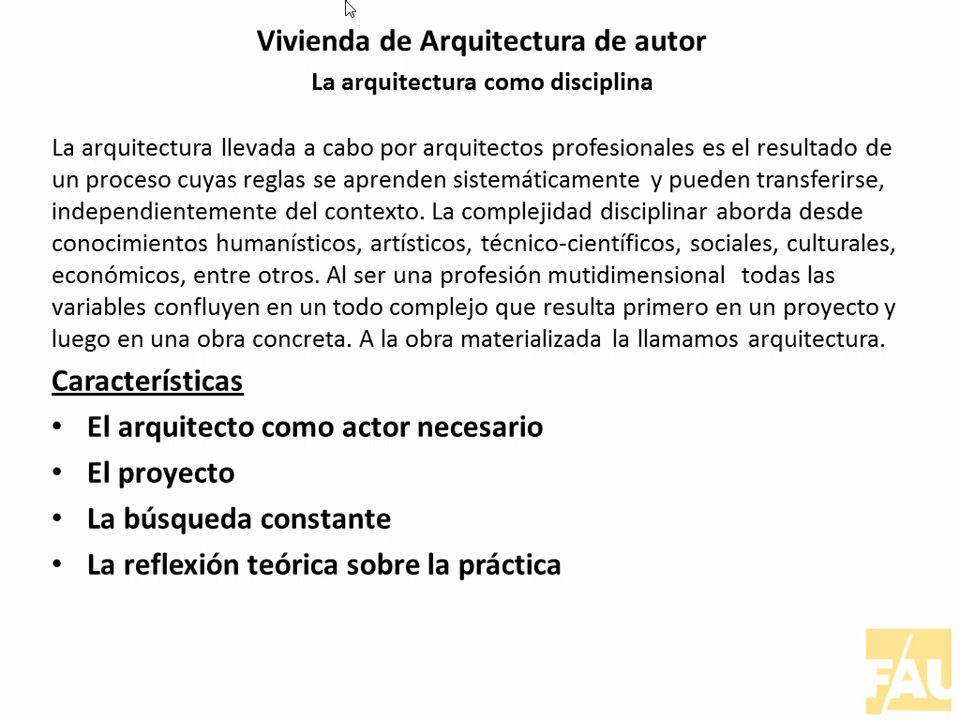 Vivienda de Arquitectura de autor
La arquitectura como disciplina
La arquitectura llevada a cabo por arquitectos profesionales es el resultado de
un proceso cuyas reglas se aprenden sistemáticamente y pueden transferirse,
independientemente del contexto. La complejidad disciplinar aborda desde
conocimientos humanísticos, artísticos, técnico-científicos, sociales, culturales,
económicos, entre otros. Al ser una profesión mutidimensional todas las
variables confluyen en un todo complejo que resulta primero en un proyecto y
luego en una obra concreta. A la obra materializada la llamamos arquitectura.
Características
• El arquitecto como actor necesario
• El proyecto
• La búsqueda constante
• La reflexión teórica sobre la práctica
FAU